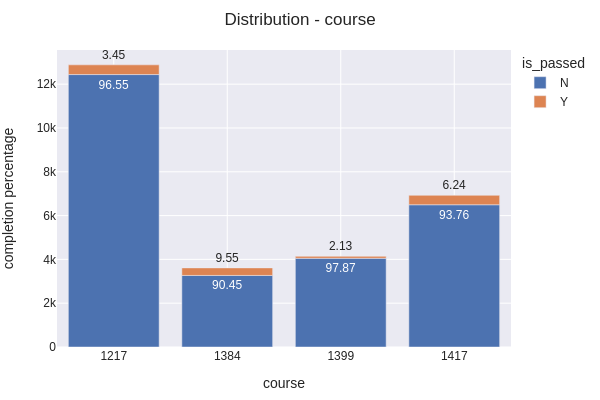 Distribution - course
is_passed
N
Y
completion percentage
12k
10k
8k
6k
4k
2k
0
3.45
96.55
9.55
90.45
2.13
97.87
6.24
93.76
1217
1384
1399
1417
course